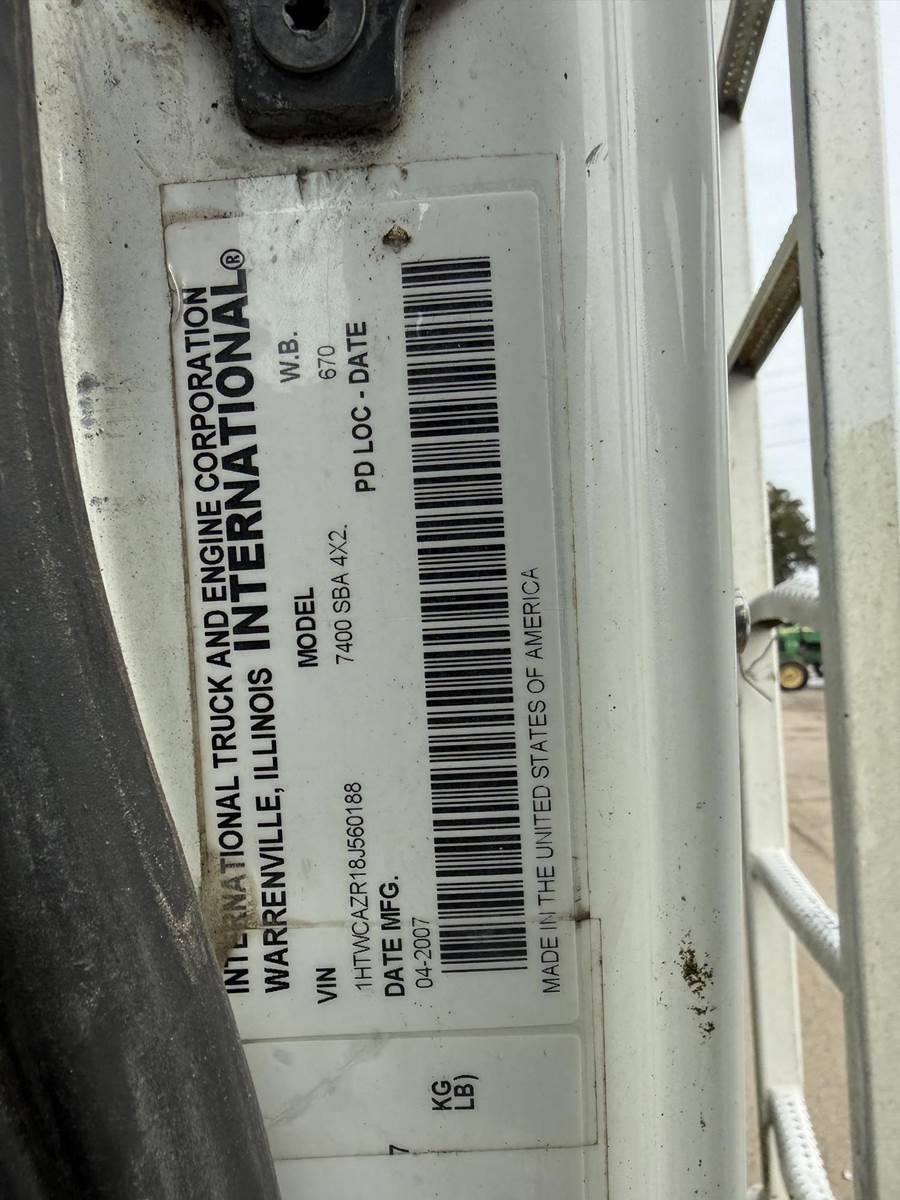 INTERNATIONAL TRUCK AND ENGINE CORPORATION
WARRENVILLE, ILLINOIS INTERNATIONAL®
VIN MODEL W.B.
1HTWCAZR18J560188 7400 SBA 4X2. 670
DATE MFG. PD LOC - DATE
04-2007
MADE IN THE UNITED STATES OF AMERICA
7
KG
LB)